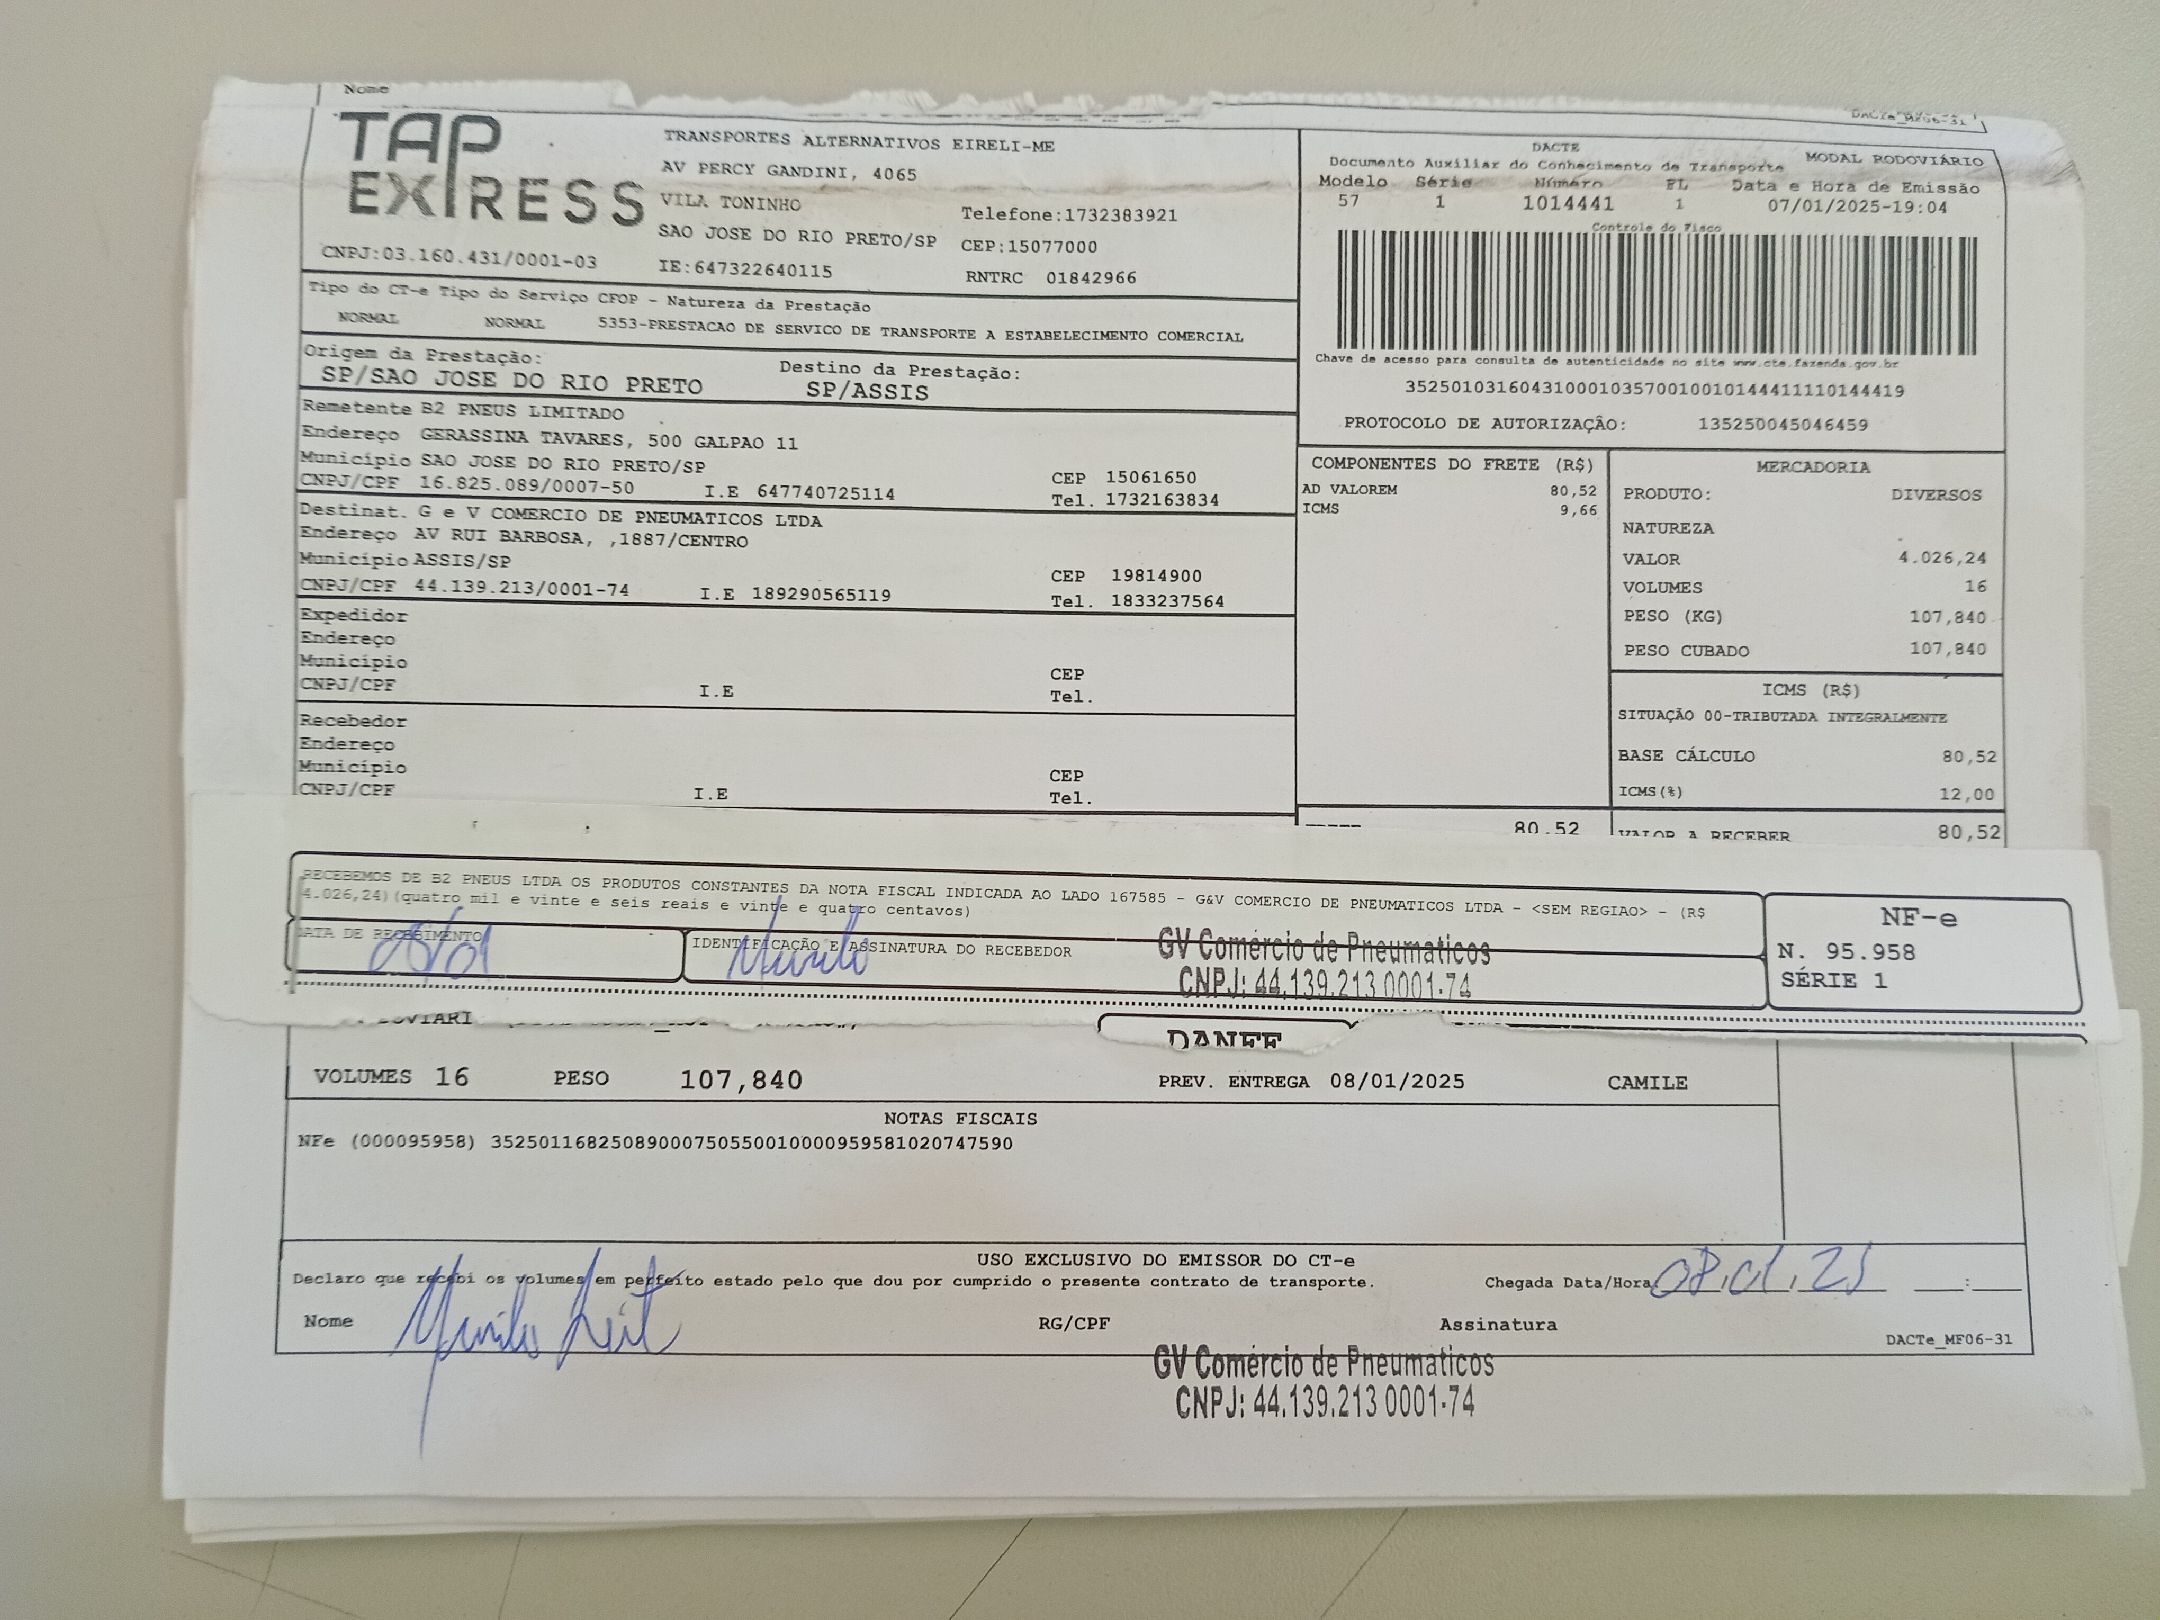 Nome
DACTe_MF06-31
TAP EXPRESS
TRANSPORTES ALTERNATIVOS EIRELI-ME
AV PERCY GANDINI, 4065
VILA TONINHO
Telefone:1732383921
SAO JOSE DO RIO PRETO/SP CEP:15077000
CNPJ:03.160.431/0001-03 IE:647322640115 RNTRC 01842966
DACTE
Documento Auxiliar do Conhecimento de Transporte MODAL RODOVIÁRIO
Modelo Série Número FL Data e Hora de Emissão
57 1 1014441 1 07/01/2025-19:04
Controle do Fisco
Chave de acesso para consulta de autenticidade no site www.cte.fazenda.gov.br
35250103160431000103570010010144411110144419
PROTOCOLO DE AUTORIZAÇÂO: 135250045046459
Tipo do CT-e Tipo do Serviço CFOP - Natureza da Prestação
NORMAL NORMAL 5353-PRESTACAO DE SERVICO DE TRANSPORTE A ESTABELECIMENTO COMERCIAL
Origem da Prestação: Destino da Prestação:
SP/SAO JOSE DO RIO PRETO SP/ASSIS
Remetente B2 PNEUS LIMITADO
Endereço GERASSINA TAVARES, 500 GALPAO 11
Município SAO JOSE DO RIO PRETO/SP CEP 15061650
CNPJ/CPF 16.825.089/0007-50 I.E 647740725114 Tel. 1732163834
Destinat. G e V COMERCIO DE PNEUMATICOS LTDA
Endereço AV RUI BARBOSA, ,1887/CENTRO
Município ASSIS/SP CEP 19814900
CNPJ/CPF 44.139.213/0001-74 I.E 189290565119 Tel. 1833237564
Expedidor
Endereço
Município CEP
CNPJ/CPF I.E Tel.
Recebedor
Endereço
Município CEP
CNPJ/CPF I.E Tel.
COMPONENTES DO FRETE (R$)
AD VALOREM 80,52
ICMS 9,66
80,52
MERCADORIA
PRODUTO: DIVERSOS
NATUREZA
VALOR 4.026,24
VOLUMES 16
PESO (KG) 107,840
PESO CUBADO 107,840
ICMS (R$)
SITUAÇÃO 00-TRIBUTADA INTEGRALMENTE
BASE CÁLCULO 80,52
ICMS(%) 12,00
VALOR A RECEBER 80,52
RECEBEMOS DE B2 PNEUS LTDA OS PRODUTOS CONSTANTES DA NOTA FISCAL INDICADA AO LADO 167585 - G&V COMERCIO DE PNEUMATICOS LTDA - <SEM REGIAO> - (R$
4.026,24)(quatro mil e vinte e seis reais e vinte e quatro centavos)
DATA DE RECEBIMENTO IDENTIFICAÇÃO E ASSINATURA DO RECEBEDOR
08/01 Murilo
GV Comércio de Pneumaticos
CNPJ: 44.139.213 0001-74
NF-e
N. 95.958
SÉRIE 1
DANFE
VOLUMES 16 PESO 107,840 PREV. ENTREGA 08/01/2025 CAMILE
NOTAS FISCAIS
NFe (000095958) 35250116825089000750550010000959581020747590
USO EXCLUSIVO DO EMISSOR DO CT-e
Declaro que recebi os volumes em perfeito estado pelo que dou por cumprido o presente contrato de transporte. Chegada Data/Hora 08.01.25 :
Nome Murilo RG/CPF Assinatura
DACTe_MF06-31
GV Comércio de Pneumaticos
CNPJ: 44.139.213 0001-74